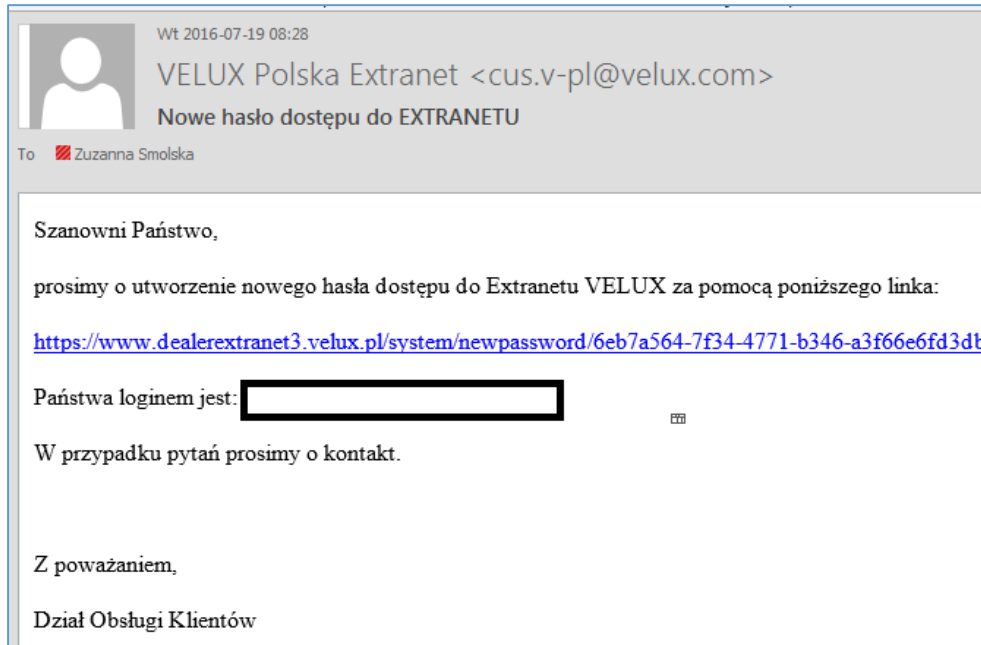 Wt 2016-07-19 08:28
VELUX Polska Extranet <cus.v-pl@velux.com>
Nowe hasło dostępu do EXTRANETU
To Zuzanna Smolska
Szanowni Państwo,
prosimy o utworzenie nowego hasła dostępu do Extranetu VELUX za pomocą poniższego linka:
https://www.dealerextranet3.velux.pl/system/newpassword/6eb7a564-7f34-4771-b346-a3f66e6fd3db
Państwa loginem jest:
W przypadku pytań prosimy o kontakt.
Z poważaniem,
Dział Obsługi Klientów